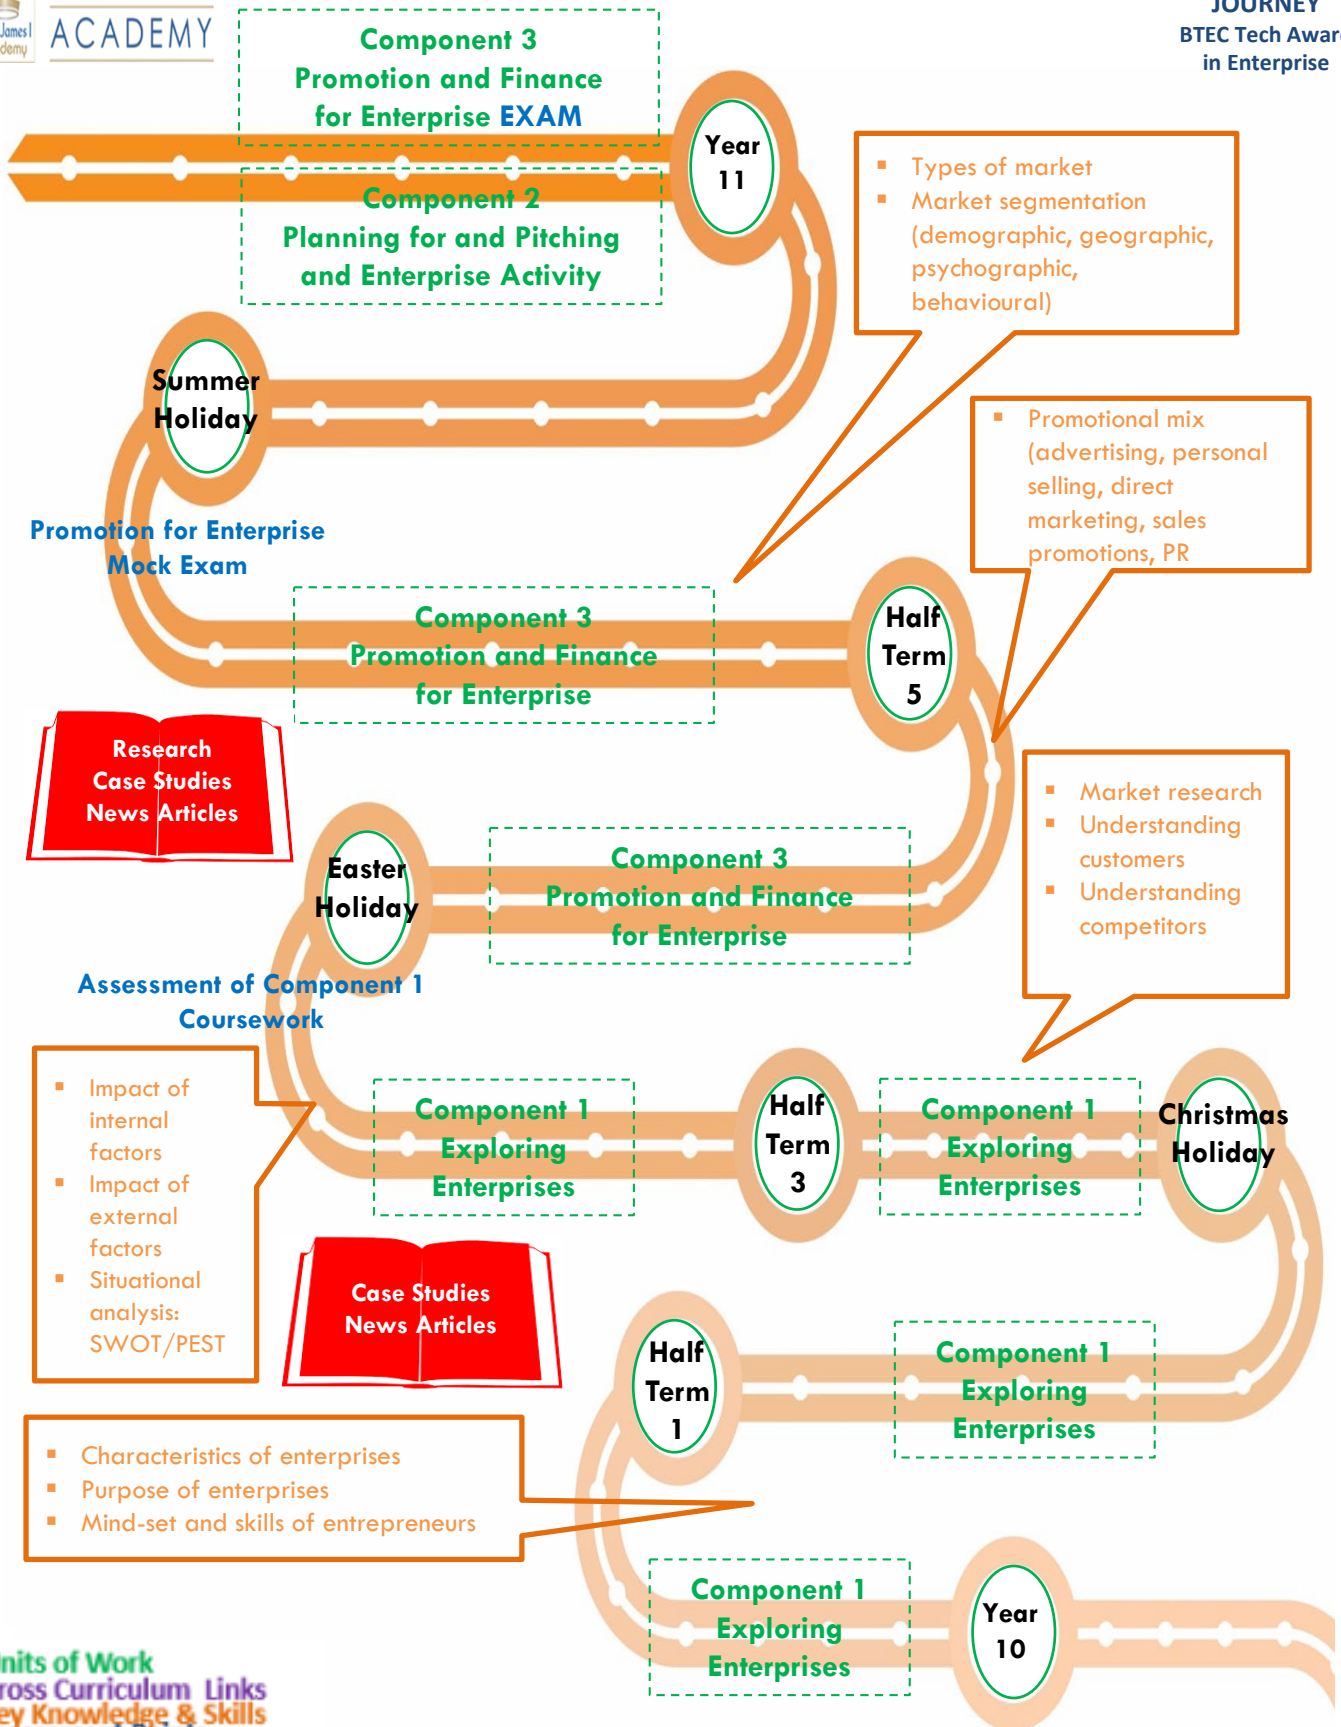 James I
demy
ACADEMY
JOURNEY
BTEC Tech Awar
in Enterprise
Component 3
Promotion and Finance
for Enterprise EXAM
Year
11
Component 2
Planning for and Pitching
and Enterprise Activity
▪ Types of market
▪ Market segmentation
(demographic, geographic,
psychographic,
behavioural)
Summer
Holiday
▪ Promotional mix
(advertising, personal
selling, direct
marketing, sales
promotions, PR
Promotion for Enterprise
Mock Exam
Component 3
Promotion and Finance
for Enterprise
Half
Term
5
Research
Case Studies
News Articles
▪ Market research
▪ Understanding
customers
▪ Understanding
competitors
Easter
Holiday
Component 3
Promotion and Finance
for Enterprise
Assessment of Component 1
Coursework
▪ Impact of
internal
factors
▪ Impact of
external
factors
▪ Situational
analysis:
SWOT/PEST
Component 1
Exploring
Enterprises
Half
Term
3
Component 1
Exploring
Enterprises
Christmas
Holiday
Case Studies
News Articles
Half
Term
1
Component 1
Exploring
Enterprises
▪ Characteristics of enterprises
▪ Purpose of enterprises
▪ Mind-set and skills of entrepreneurs
Component 1
Exploring
Enterprises
Year
10
nits of Work
ross Curriculum Links
ey Knowledge & Skills